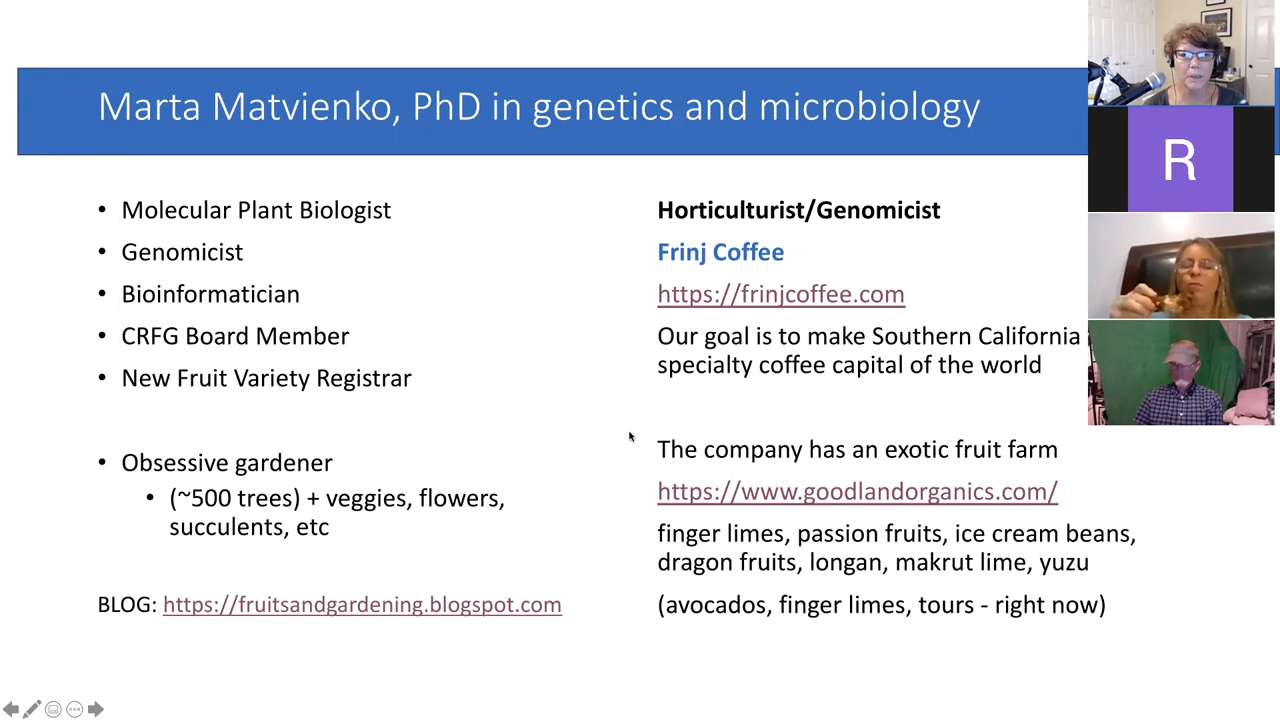 Marta Matvienko, PhD in genetics and microbiology
• Molecular Plant Biologist
• Genomicist
• Bioinformatician
• CRFG Board Member
• New Fruit Variety Registrar
• Obsessive gardener
• (~500 trees) + veggies, flowers,
succulents, etc
BLOG: https://fruitsandgardening.blogspot.com
Horticulturist/Genomicist
Frinj Coffee
https://frinjcoffee.com
Our goal is to make Southern California
specialty coffee capital of the world
The company has an exotic fruit farm
https://www.goodlandorganics.com/
finger limes, passion fruits, ice cream beans,
dragon fruits, longan, makrut lime, yuzu
(avocados, finger limes, tours - right now)
R